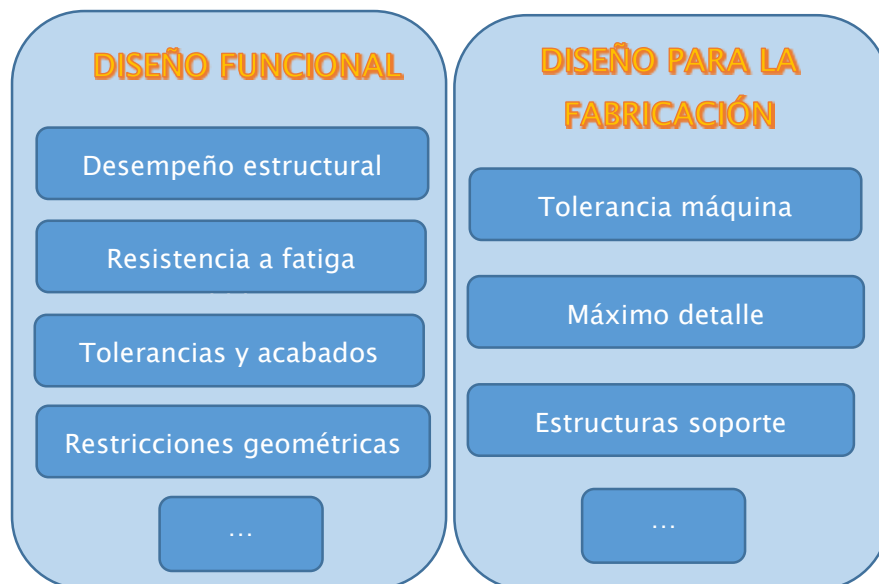 DISEÑO FUNCIONAL
Desempeño estructural
Resistencia a fatiga
Tolerancias y acabados
Restricciones geométricas
...
DISEÑO PARA LA
FABRICACIÓN
Tolerancia máquina
Máximo detalle
Estructuras soporte
...